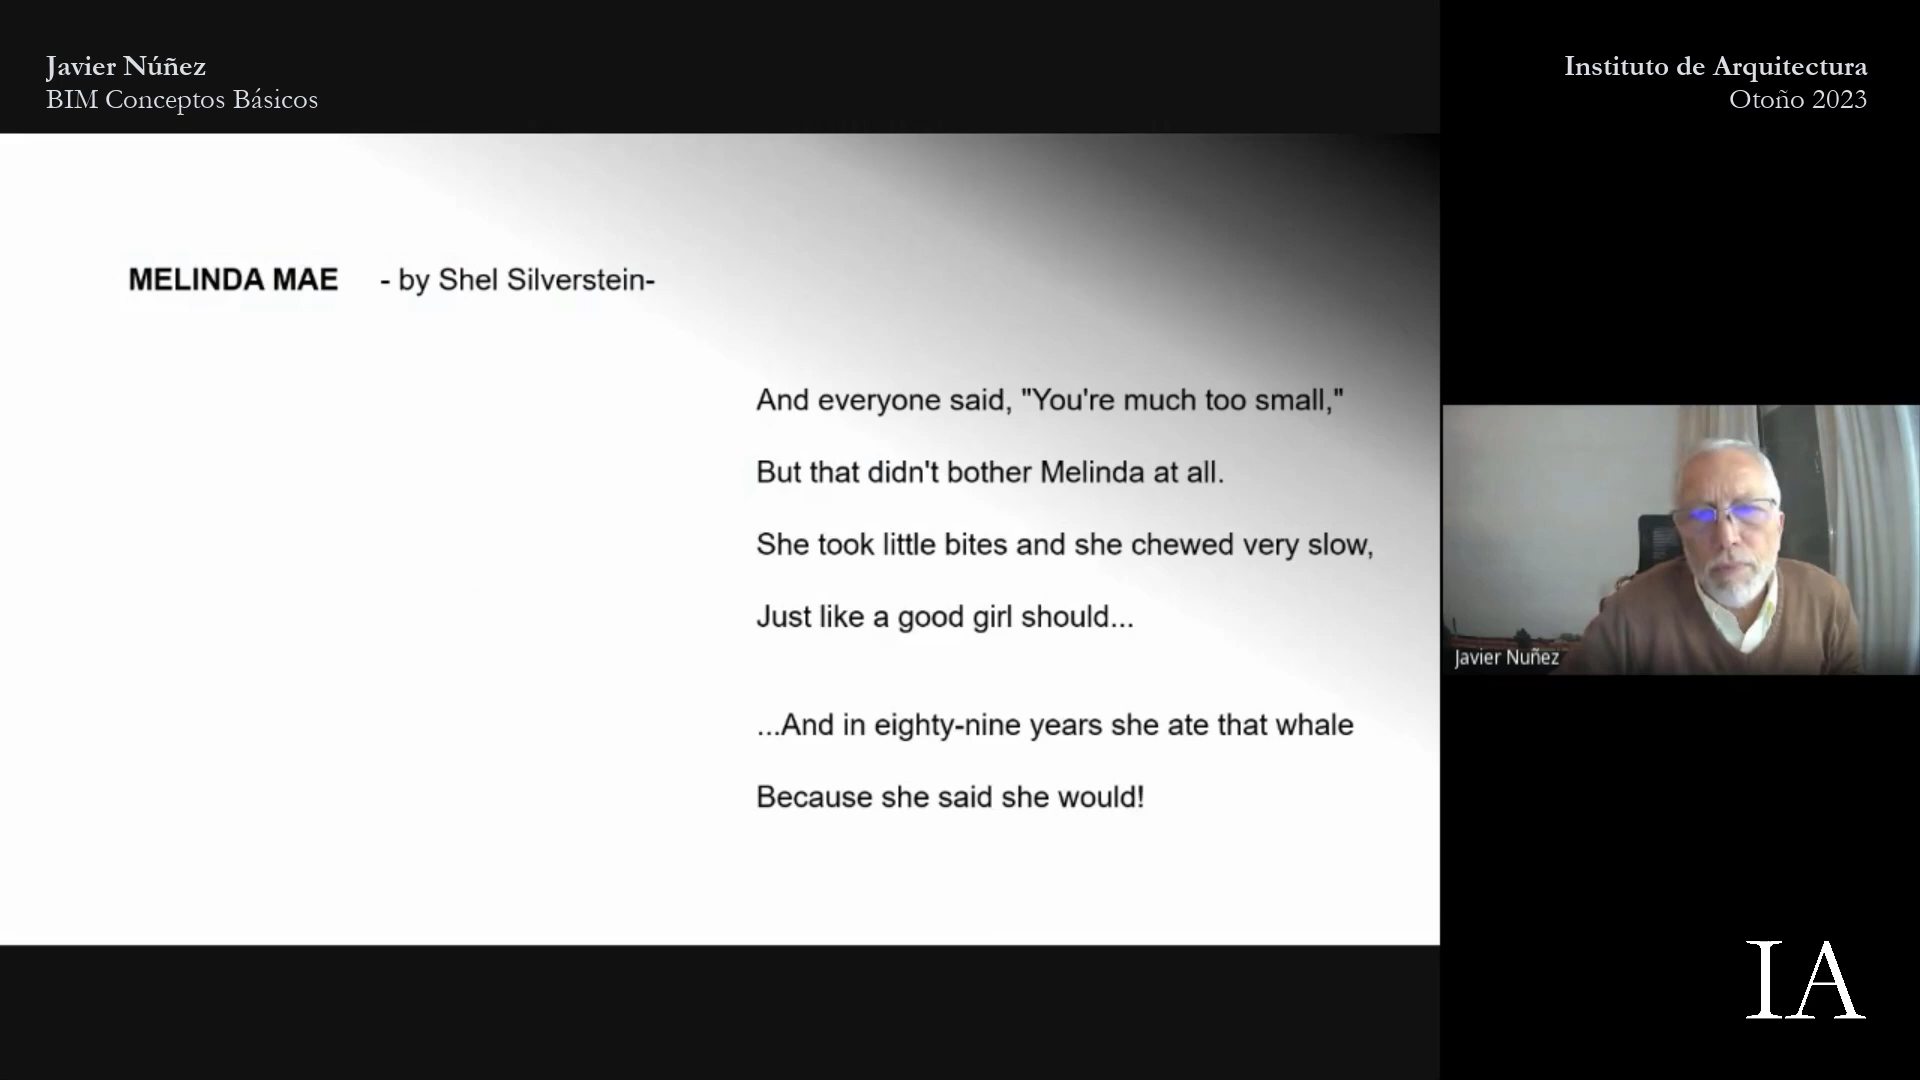 Javier Núñez
BIM Conceptos Básicos
Instituto de Arquitectura
Otoño 2023
MELINDA MAE - by Shel Silverstein-
And everyone said, "You're much too small,"
But that didn't bother Melinda at all.
She took little bites and she chewed very slow,
Just like a good girl should...
...And in eighty-nine years she ate that whale
Because she said she would!
Javier Nuñez
IA